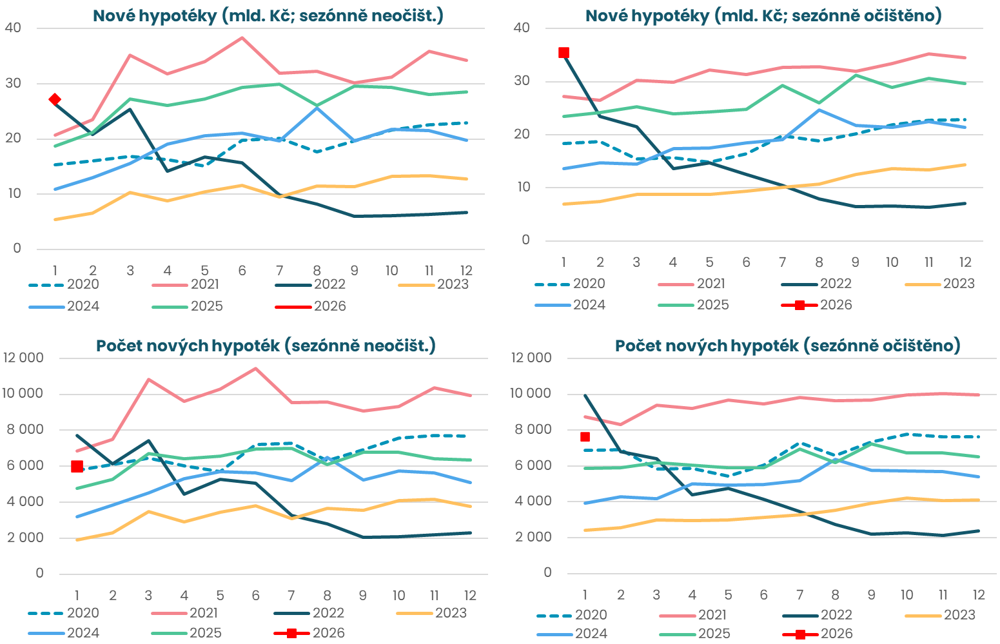 Nové hypotéky (mld. Kč; sezónně neočišt.)
40
30
20
10
0
1 2 3 4 5 6 7 8 9 10 11 12
2020 2021 2022 2023
2024 2025 2026
Nové hypotéky (mld. Kč; sezónně očištěno)
40
30
20
10
0
1 2 3 4 5 6 7 8 9 10 11 12
2020 2021 2022 2023
2024 2025 2026
Počet nových hypoték (sezónně neočišt.)
12 000
10 000
8 000
6 000
4 000
2 000
0
1 2 3 4 5 6 7 8 9 10 11 12
2020 2021 2022 2023
2024 2025 2026
Počet nových hypoték (sezónně očištěno)
12 000
10 000
8 000
6 000
4 000
2 000
0
1 2 3 4 5 6 7 8 9 10 11 12
2020 2021 2022 2023
2024 2025 2026